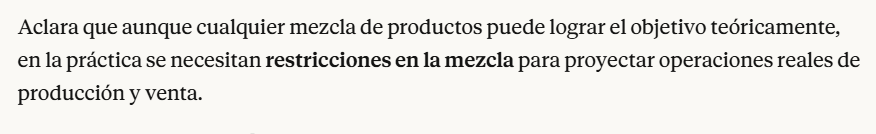 Aclara que aunque cualquier mezcla de productos puede lograr el objetivo teóricamente,
en la práctica se necesitan restricciones en la mezcla para proyectar operaciones reales de
producción y venta.